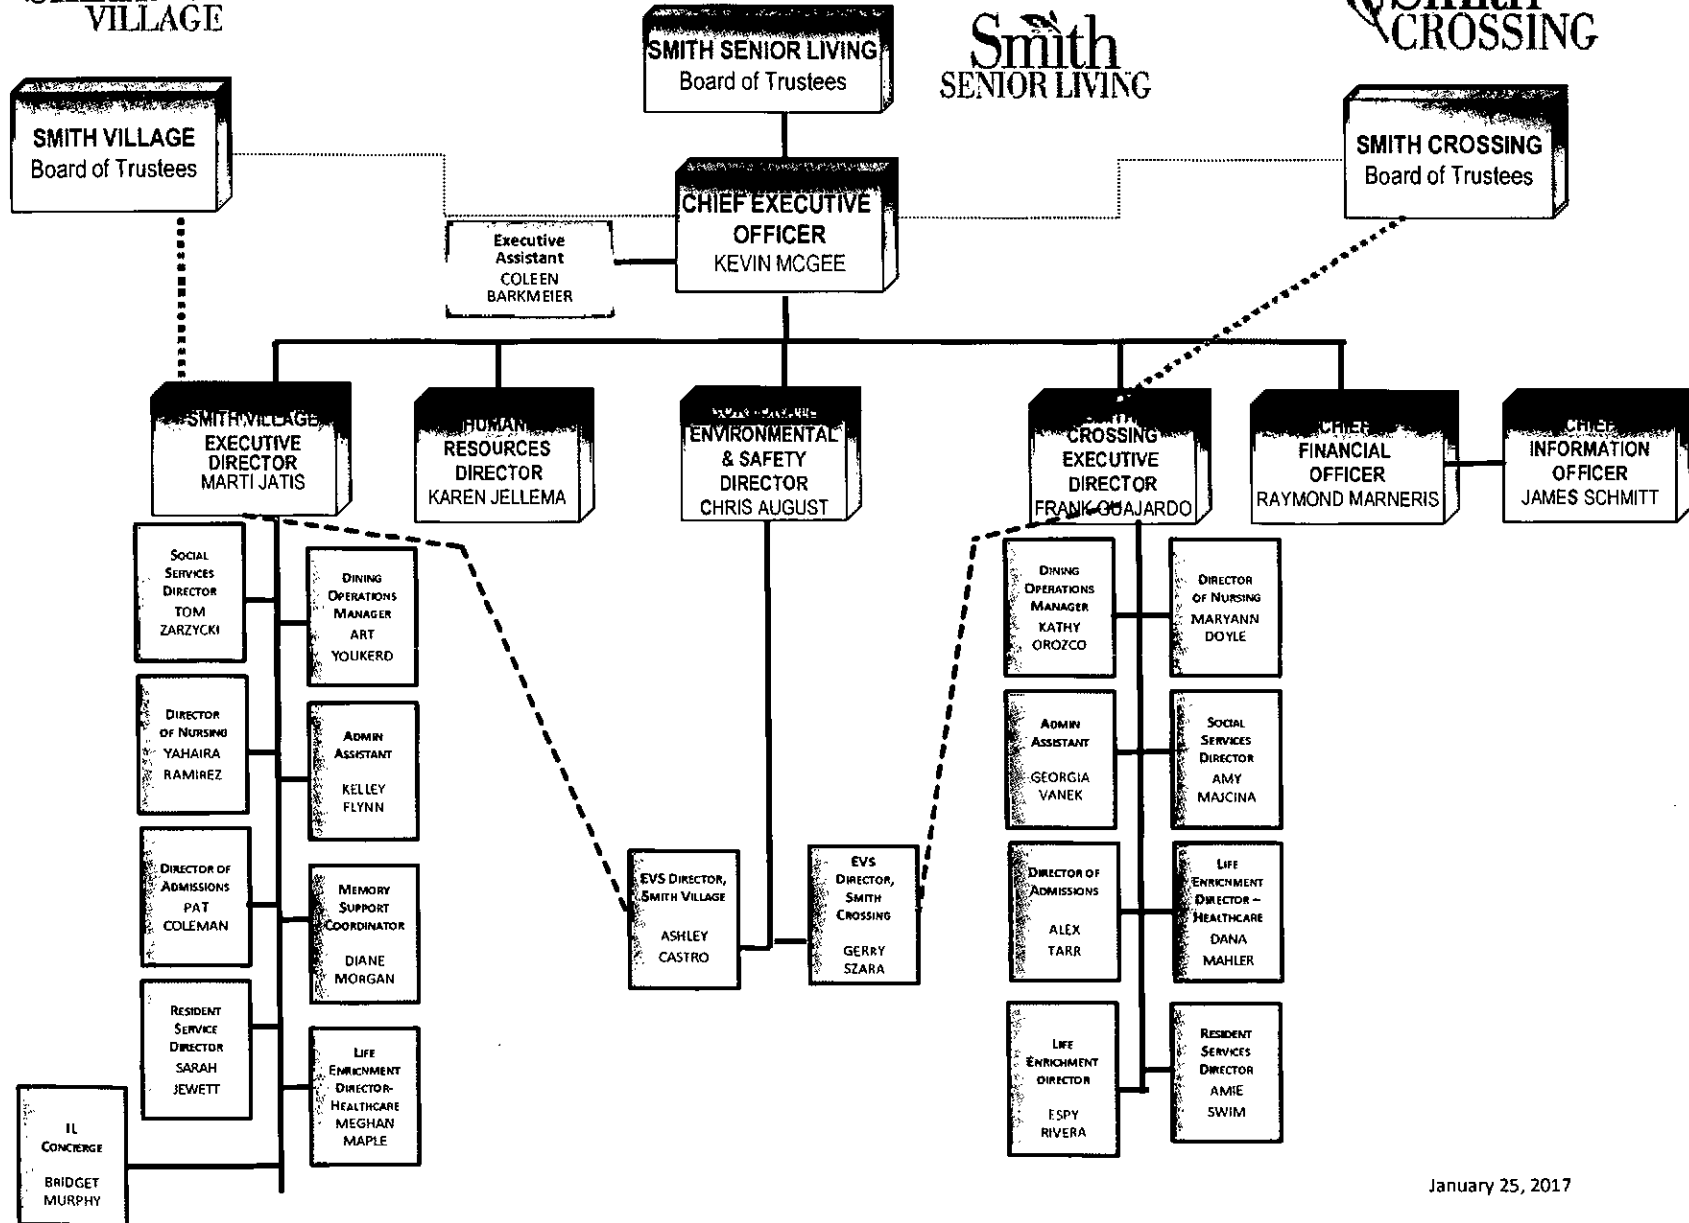 VILLAGE
SMITH SENIOR LIVING
Board of Trustees
Smith
SENIOR LIVING
CROSSING
SMITH VILLAGE
Board of Trustees
SMITH CROSSING
Board of Trustees
CHIEF EXECUTIVE
OFFICER
KEVIN MCGEE
Executive
Assistant
COLEEN
BARKMEIER
SMITH VILLAGE
EXECUTIVE
DIRECTOR
MARTI JATIS
HUMAN
RESOURCES
DIRECTOR
KAREN JELLEMA
ENVIRONMENTAL
& SAFETY
DIRECTOR
CHRIS AUGUST
CROSSING
EXECUTIVE
DIRECTOR
FRANK
CHIEF
FINANCIAL
OFFICER
RAYMOND MARNERIS
CHIEF
INFORMATION
OFFICER
JAMES SCHMITT
SOCIAL
SERVICES
DIRECTOR
TOM
ZARZYCKI
DINING
OPERATIONS
MANAGER
ART
YOUKERD
DIRECTOR
OF NURSING
YAHAIRA
RAMIREZ
ADMIN
ASSISTANT
KELLEY
FLYNN
DIRECTOR OF
ADMISSIONS
PAT
COLEMAN
MEMORY
SUPPORT
COORDINATOR
DIANE
MORGAN
RESIDENT
SERVICE
DIRECTOR
SARAH
JEWETT
LIFE
ENRICNMENT
DIRECTOR-
HEALTHCARE
MEGHAN
MAPLE
IL
CONCIERGE
BRIDGET
MURPHY
EVS DIRECTOR,
SMITH VILLAGE
ASHLEY
CASTRO
EVS
DIRECTOR,
SMITH
CROSSING
GERRY
SZARA
DINING
OPERATIONS
MANAGER
KATHY
OROZCO
DIRECTOR
OF NURSING
MARYANN
DOYLE
ADMIN
ASSISTANT
GEORGIA
VANEK
SOCIAL
SERVICES
DIRECTOR
AMY
MAJCINA
DIRECTOR OF
ADMISSIONS
ALEX
TARR
LIFE
ENRICHMENT
DIRECTOR –
HEALTHCARE
DANA
MAHLER
LIFE
ENRICHMENT
DIRECTOR
ESPY
RIVERA
RESIDENT
SERVICES
DIRECTOR
AMIE
SWIM
January 25, 2017